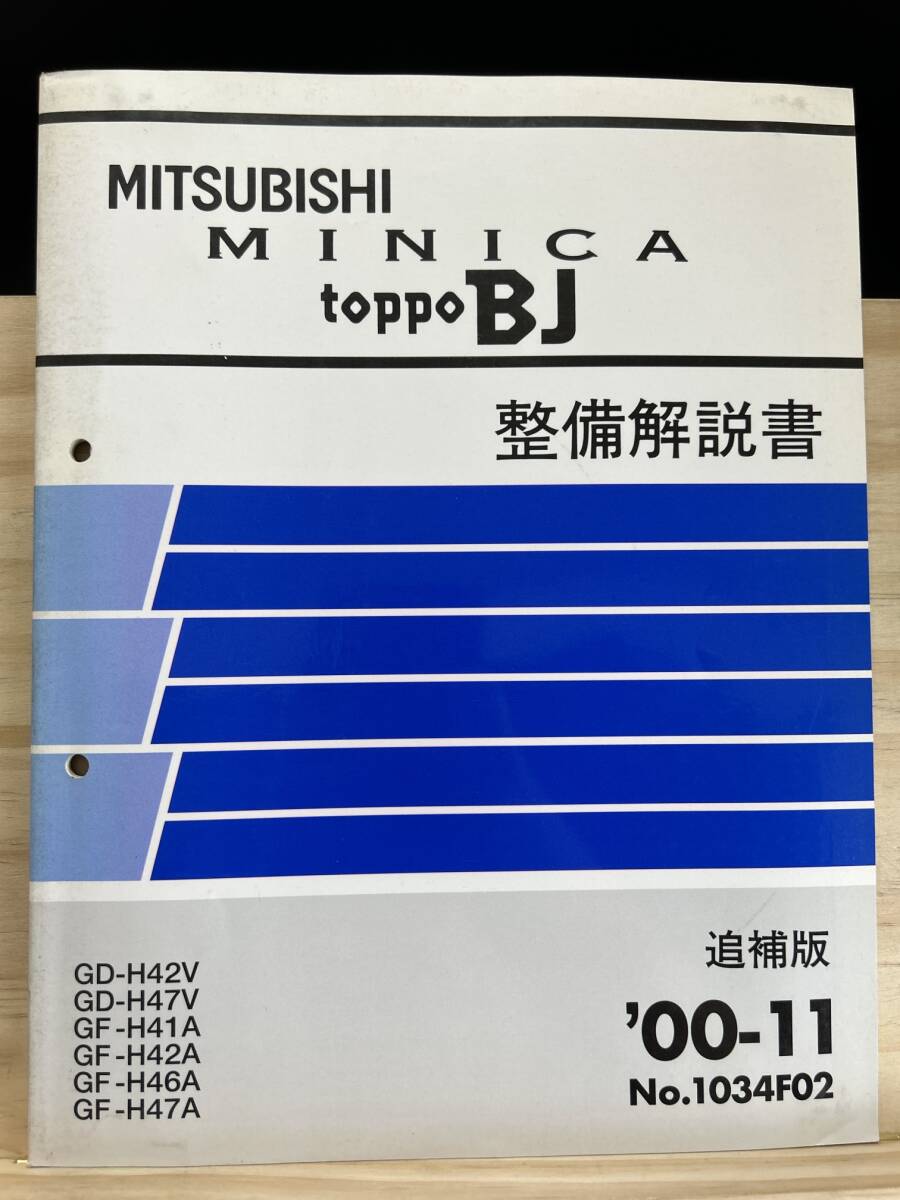 MITSUBISHI
MINICA
toppo BJ
整備解説書
追補版
'00-11
No.1034F02
GD-H42V
GD-H47V
GF-H41A
GF-H42A
GF-H46A
GF-H47A